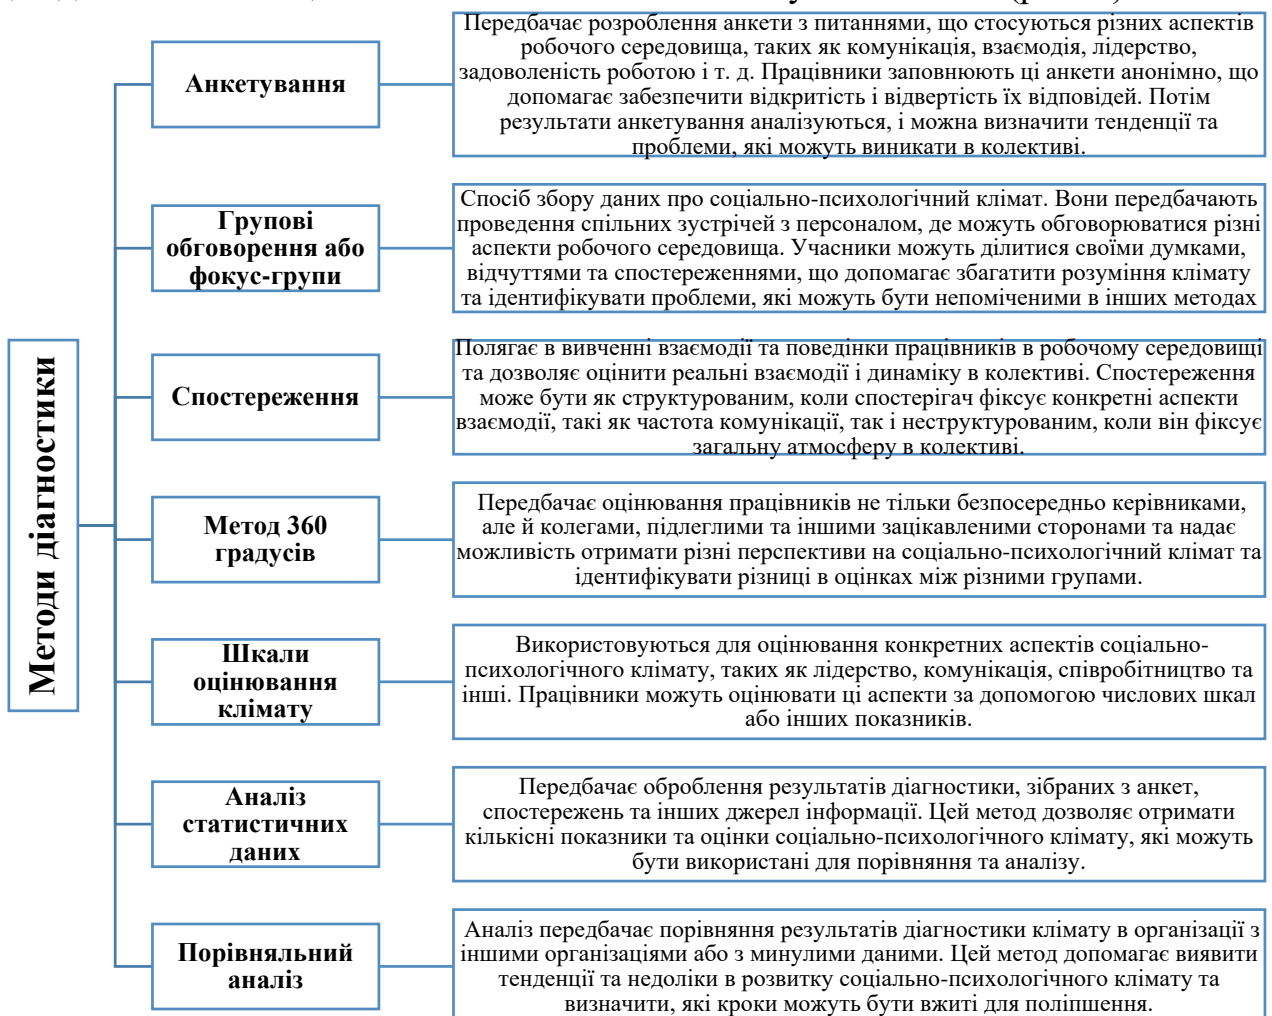 Методи діагностики
Анкетування
Передбачає розроблення анкети з питаннями, що стосуються різних аспектів
робочого середовища, таких як комунікація, взаємодія, лідерство,
задоволеність роботою і т. д. Працівники заповнюють ці анкети анонімно, що
допомагає забезпечити відкритість і відвертість їх відповідей. Потім
результати анкетування аналізуються, і можна визначити тенденції та
проблеми, які можуть виникати в колективі.
Групові
обговорення або
фокус-групи
Спосіб збору даних про соціально-психологічний клімат. Вони передбачають
проведення спільних зустрічей з персоналом, де можуть обговорюватися різні
аспекти робочого середовища. Учасники можуть ділитися своїми думками,
відчуттями та спостереженнями, що допомагає збагатити розуміння клімату
та ідентифікувати проблеми, які можуть бути непоміченими в інших методах
Спостереження
Полягає в вивченні взаємодії та поведінки працівників в робочому середовищі
та дозволяє оцінити реальні взаємодії і динаміку в колективі. Спостереження
може бути як структурованим, коли спостерігач фіксує конкретні аспекти
взаємодії, такі як частота комунікації, так і неструктурованим, коли він фіксує
загальну атмосферу в колективі.
Метод 360
градусів
Передбачає оцінювання працівників не тільки безпосередньо керівниками,
але й колегами, підлеглими та іншими зацікавленими сторонами та надає
можливість отримати різні перспективи на соціально-психологічний клімат та
ідентифікувати різниці в оцінках між різними групами.
Шкали
оцінювання
клімату
Використовуються для оцінювання конкретних аспектів соціально-
психологічного клімату, таких як лідерство, комунікація, співробітництво та
інші. Працівники можуть оцінювати ці аспекти за допомогою числових шкал
або інших показників.
Аналіз
статистичних
даних
Передбачає оброблення результатів діагностики, зібраних з анкет,
спостережень та інших джерел інформації. Цей метод дозволяє отримати
кількісні показники та оцінки соціально-психологічного клімату, які можуть
бути використані для порівняння та аналізу.
Порівняльний
аналіз
Аналіз передбачає порівняння результатів діагностики клімату в організації з
іншими організаціями або з минулими даними. Цей метод допомагає виявити
тенденції та недоліки в розвитку соціально-психологічного клімату та
визначити, які кроки можуть бути вжиті для поліпшення.